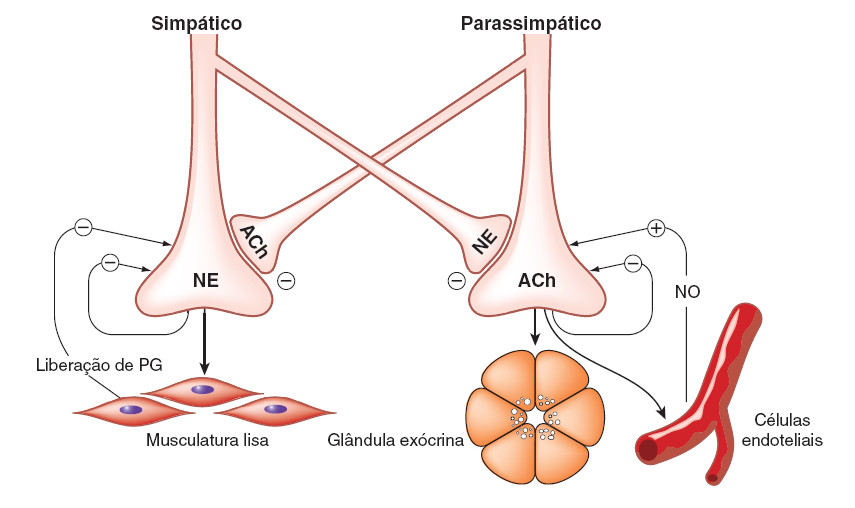 Simpático
Parassimpático
ACh
NE
−
−
+
−
NE
−
−
ACh
NO
Liberação de PG
Musculatura lisa
Glândula exócrina
Células
endoteliais